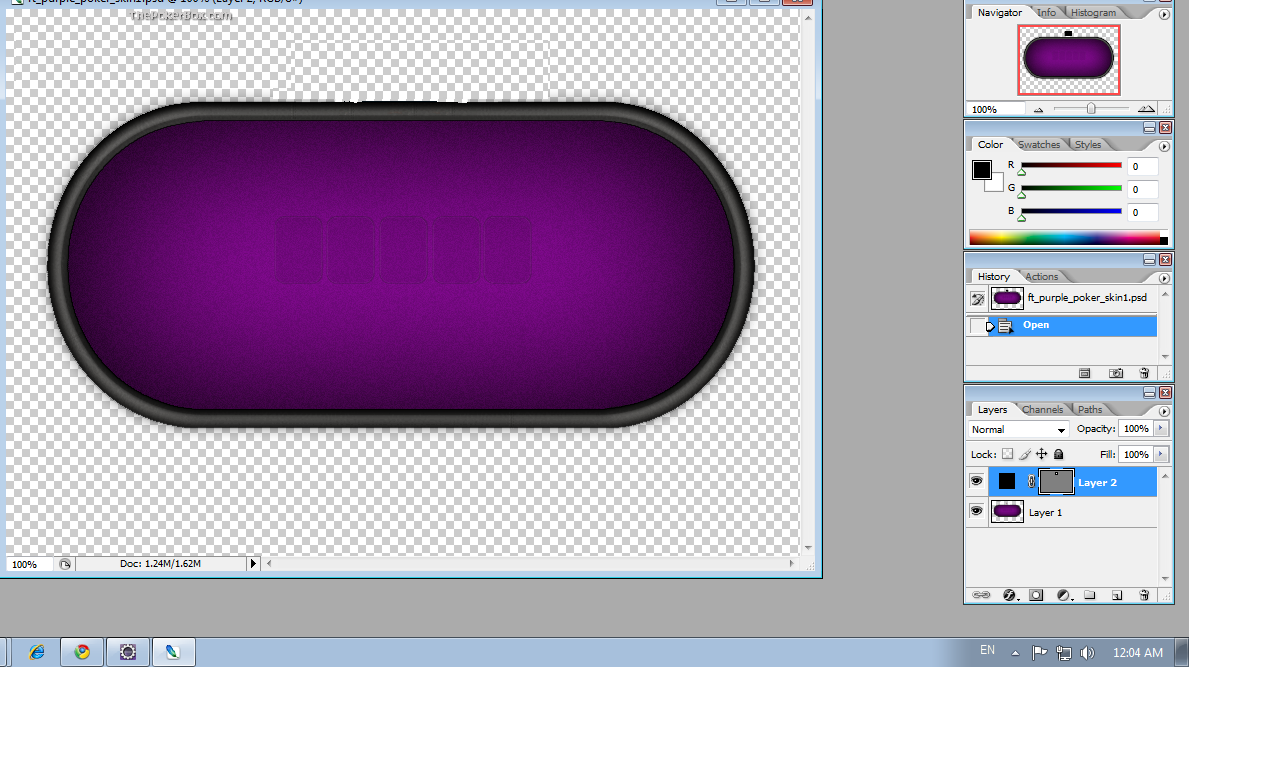 ft_purple_poker_skin1.psd @ 100% (Layer 2, RGB/8*)
ThePokerBox.com
Navigator Info Histogram
100%
Color Swatches Styles
R 0
G 0
B 0
History Actions
ft_purple_poker_skin1.psd
Open
Layers Channels Paths
Normal Opacity: 100%
Lock: Fill: 100%
Layer 2
Layer 1
100% Doc: 1.24M/1.62M
EN 12:04 AM